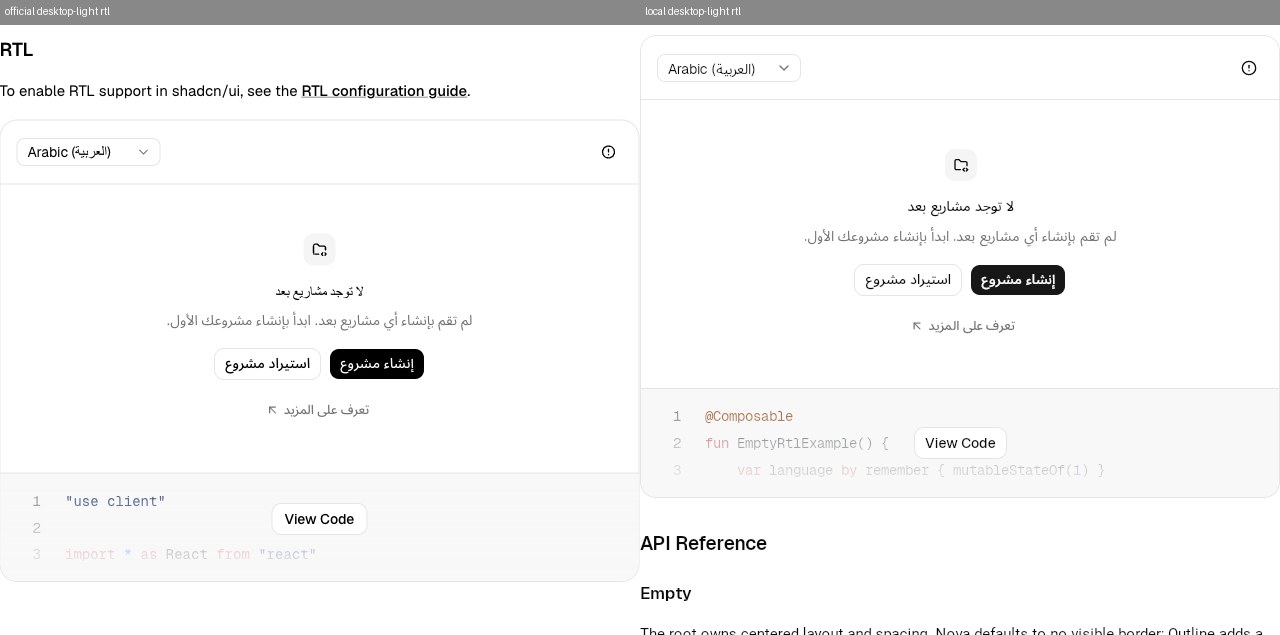 official desktop-light rtl
RTL
To enable RTL support in shadcn/ui, see the RTL configuration guide.
Arabic (العربية)
لا توجد مشاريع بعد
لم تقم بإنشاء أي مشاريع بعد. ابدأ بإنشاء مشروعك الأول.
إنشاء مشروع
استيراد مشروع
تعرف على المزيد
1 "use client"
2
View Code
3 import * as React from "react"
local desktop-light rtl
Arabic (العربية)
لا توجد مشاريع بعد
لم تقم بإنشاء أي مشاريع بعد. ابدأ بإنشاء مشروعك الأول.
إنشاء مشروع
استيراد مشروع
تعرف على المزيد
1 @Composable
2 fun EmptyRtlExample() {
View Code
3 var language by remember { mutableStateOf(1) }
API Reference
Empty
The root owns centered layout and spacing. Nova defaults to no visible border; Outline adds a